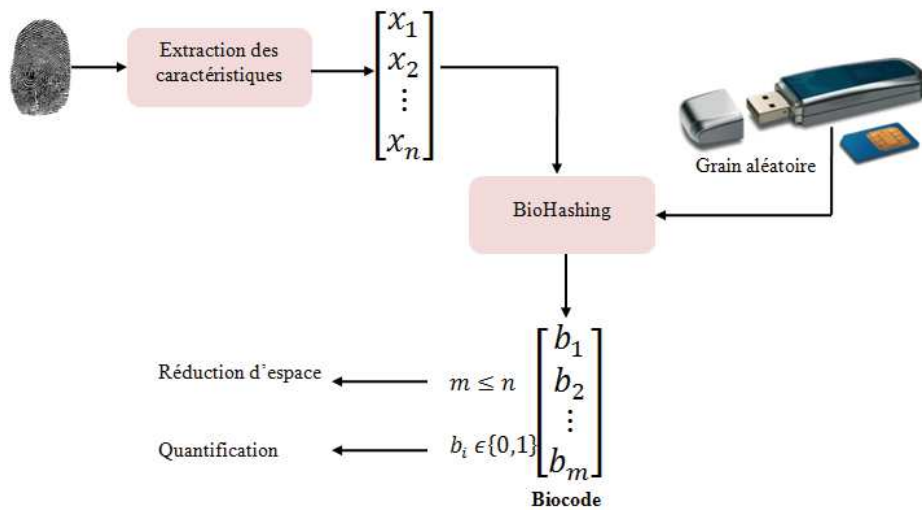 Extraction des
caractéristiques
x₁
x₂
⋮
xₙ
Grain aléatoire
BioHashing
b₁
b₂
⋮
bₘ
Réduction d'espace
m ≤ n
Quantification
bᵢ ϵ{0,1}
Biocode